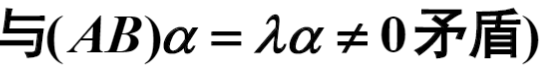 与(AB)α = λα ≠ 0矛盾)